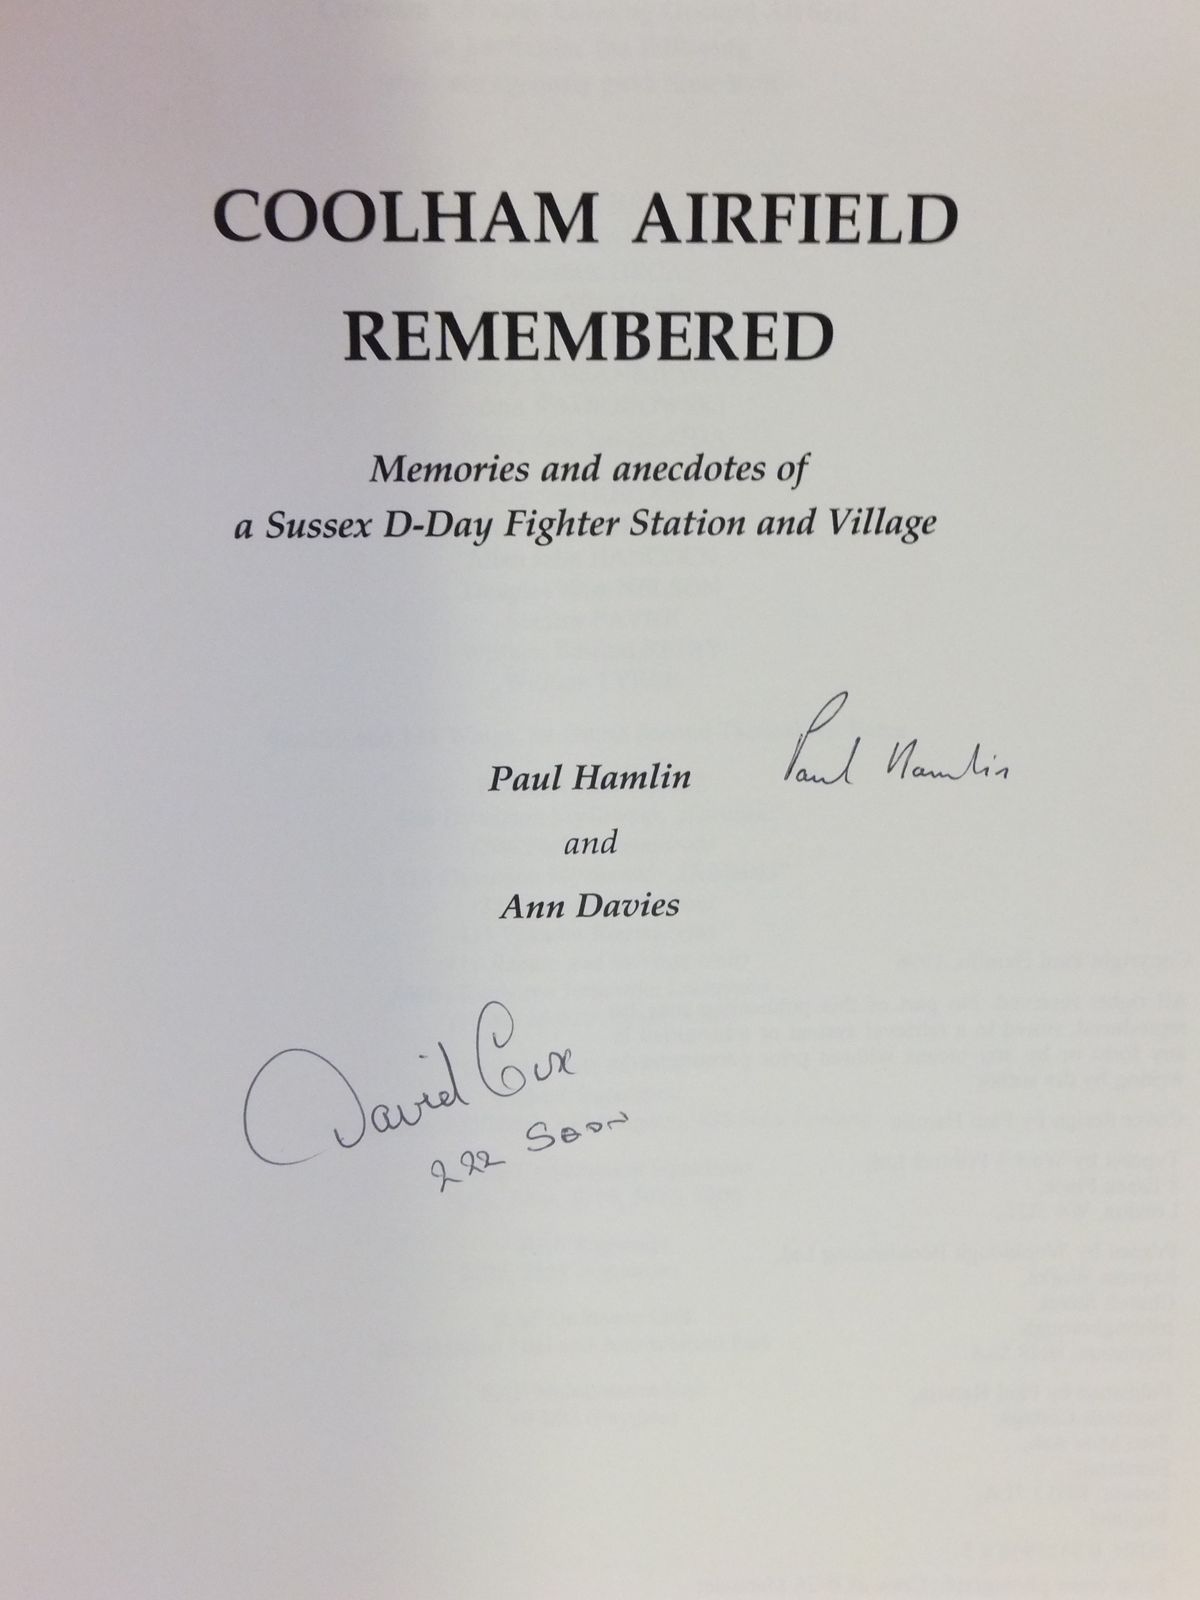 COOLHAM AIRFIELD
REMEMBERED
Memories and anecdotes of
a Sussex D-Day Fighter Station and Village
Paul Hamlin
Paul Hamlin
and
Ann Davies
David Cox
222 SQDN